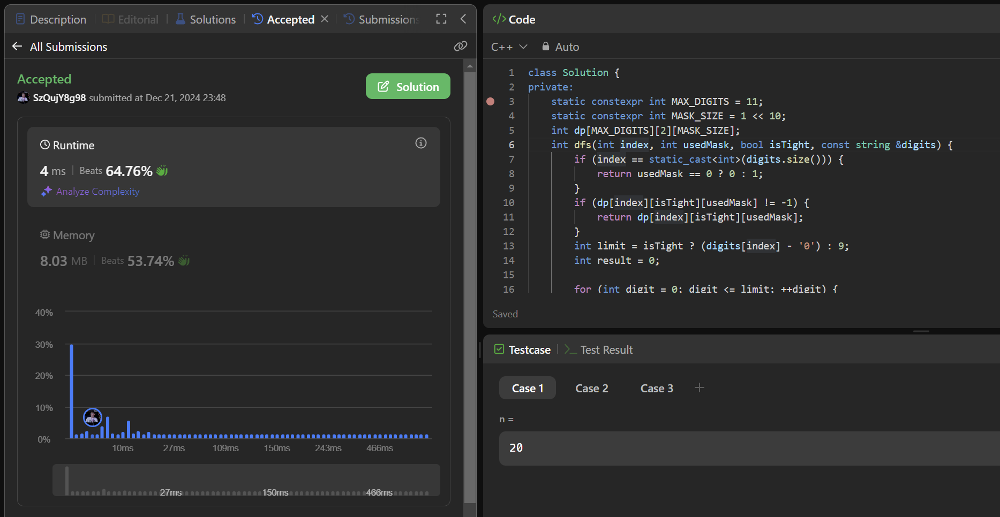 Description
Editorial
Solutions
Accepted
Submissions
All Submissions
Accepted
SzQujY8g98 submitted at Dec 21, 2024 23:48
Solution
Runtime
4 ms Beats 64.76%
Analyze Complexity
Memory
8.03 MB Beats 53.74%
40%
30%
20%
10%
0%
10ms 27ms 109ms 150ms 243ms 466ms
27ms 150ms 466ms
</> Code
C++ Auto
1 class Solution {
2 private:
3 static constexpr int MAX_DIGITS = 11;
4 static constexpr int MASK_SIZE = 1 << 10;
5 int dp[MAX_DIGITS][2][MASK_SIZE];
6 int dfs(int index, int usedMask, bool isTight, const string &digits) {
7 if (index == static_cast<int>(digits.size())) {
8 return usedMask == 0 ? 0 : 1;
9 }
10 if (dp[index][isTight][usedMask] != -1) {
11 return dp[index][isTight][usedMask];
12 }
13 int limit = isTight ? (digits[index] - '0') : 9;
14 int result = 0;
15
16 for (int digit = 0; digit <= limit; ++digit) {
Saved
Testcase
Test Result
Case 1 Case 2 Case 3 +
n =
20